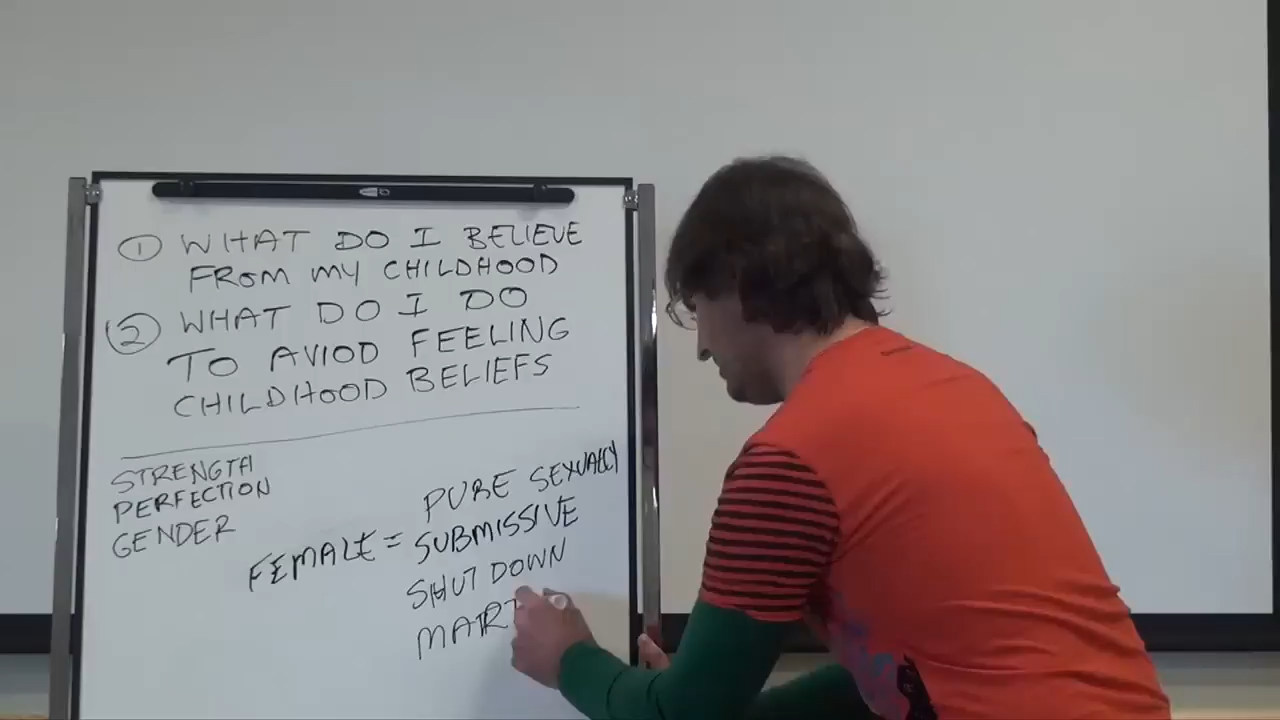 ① WHAT DO I BELIEVE
FROM MY CHILDHOOD
② WHAT DO I DO
TO AVIOD FEELING
CHILDHOOD BELIEFS
STRENGTH
PERFECTION
GENDER
FEMALE =
PURE SEXUALLY
SUBMISSIVE
SHUT DOWN